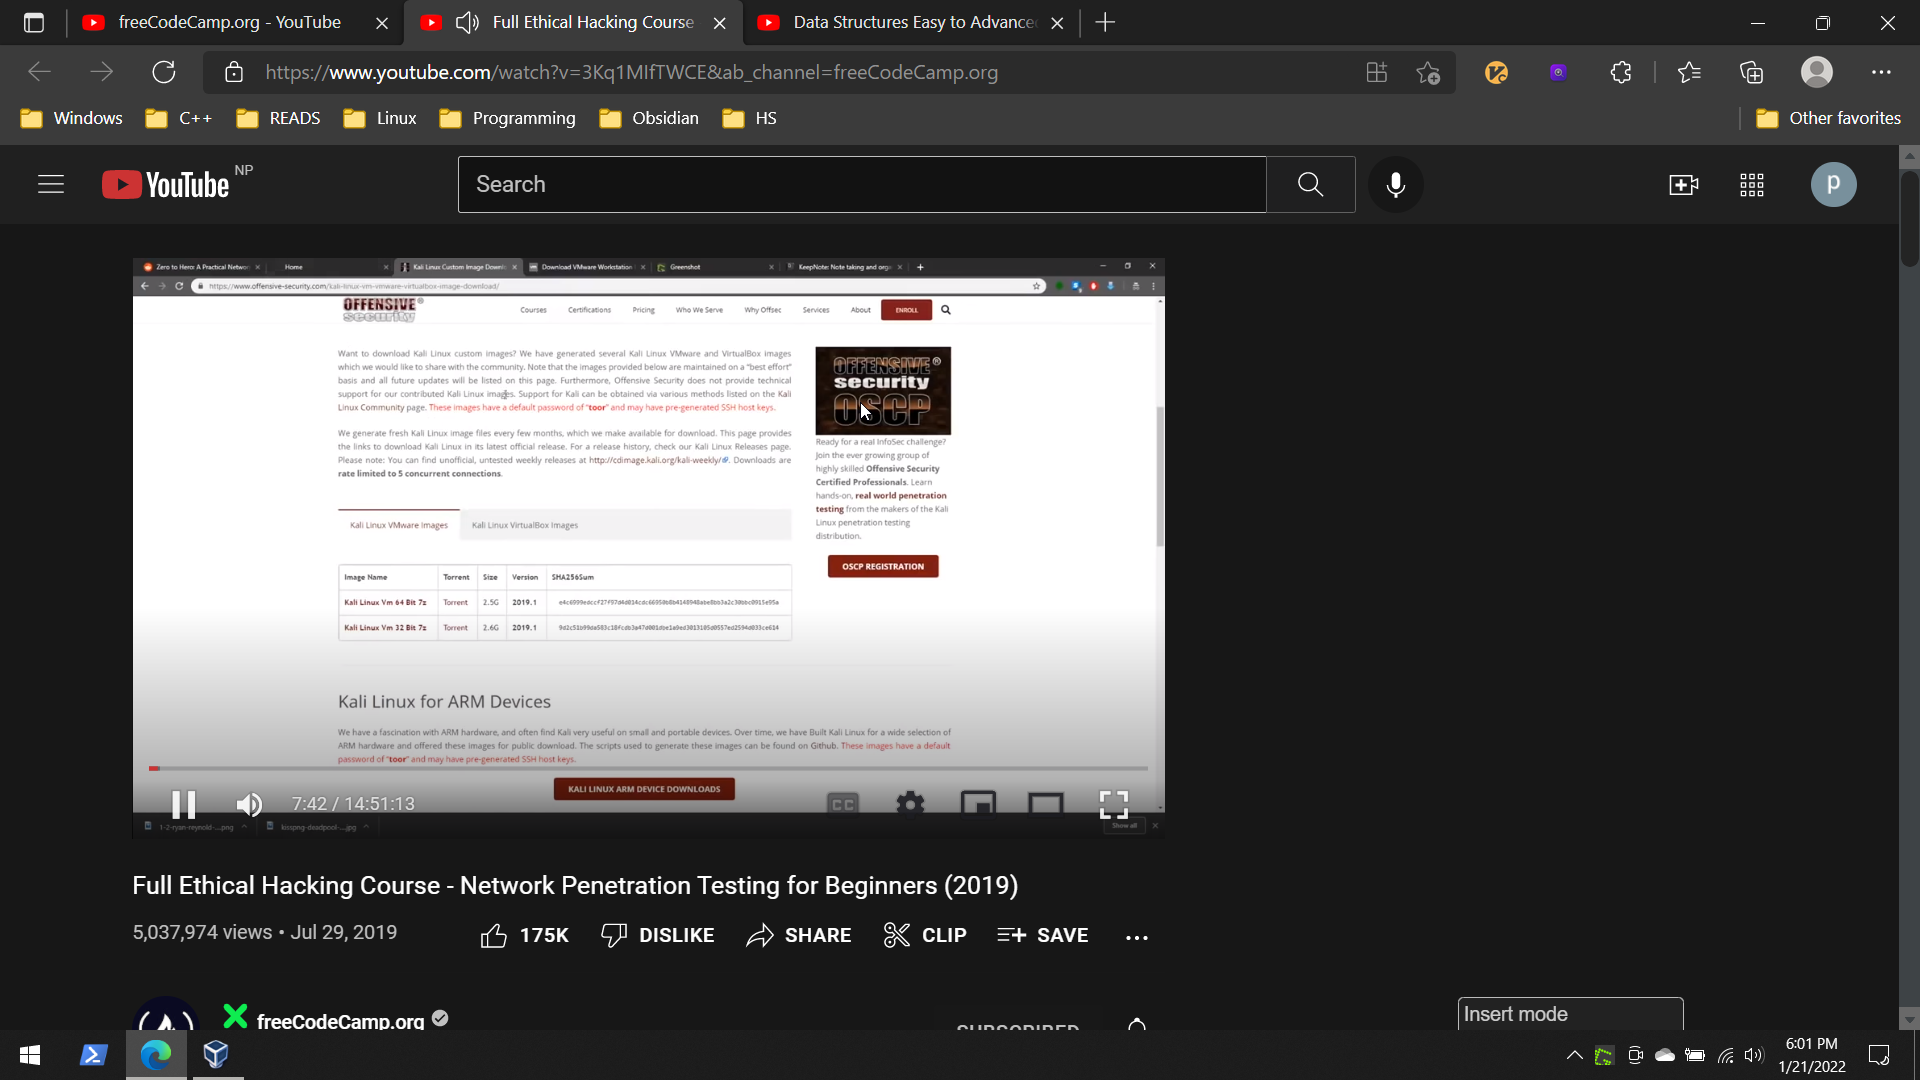 freeCodeCamp.org - YouTube
Full Ethical Hacking Course
Data Structures Easy to Advance
https://www.youtube.com/watch?v=3Kq1MIfTWCE&ab_channel=freeCodeCamp.org
Windows
C++
READS
Linux
Programming
Obsidian
HS
Other favorites
YouTube NP
Search
p
Zero to Hero: A Practical Networ
Home
Kali Linux Custom Image Downl
Download VMware Workstation
Greenshot
KeepNote: Note taking and org
https://www.offensive-security.com/kali-linux-vm-vmware-virtualbox-image-download/
OFFENSIVE®
security
Courses
Certifications
Pricing
Who We Serve
Why Offsec
Services
About
ENROLL
Want to download Kali Linux custom images? We have generated several Kali Linux VMware and VirtualBox images
which we would like to share with the community. Note that the images provided below are maintained on a "best effort"
basis and all future updates will be listed on this page. Furthermore, Offensive Security does not provide technical
support for our contributed Kali Linux images. Support for Kali can be obtained via various methods listed on the Kali
Linux Community page. These images have a default password of "toor" and may have pre-generated SSH host keys.
We generate fresh Kali Linux image files every few months, which we make available for download. This page provides
the links to download Kali Linux in its latest official release. For a release history, check our Kali Linux Releases page.
Please note: You can find unofficial, untested weekly releases at http://cdimage.kali.org/kali-weekly/. Downloads are
rate limited to 5 concurrent connections.
OFFENSIVE®
security
OSCP
Ready for a real InfoSec challenge?
Join the ever growing group of
highly skilled Offensive Security
Certified Professionals. Learn
hands-on, real world penetration
testing from the makers of the Kali
Linux penetration testing
distribution.
OSCP REGISTRATION
Kali Linux VMware Images
Kali Linux VirtualBox Images
Image Name Torrent Size Version SHA256Sum
Kali Linux Vm 64 Bit 7z Torrent 2.5G 2019.1
Kali Linux Vm 32 Bit 7z Torrent 2.6G 2019.1
Kali Linux for ARM Devices
We have a fascination with ARM hardware, and often find Kali very useful on small and portable devices. Over time, we have Built Kali Linux for a wide selection of
ARM hardware and offered these images for public download. The scripts used to generate these images can be found on Github. These images have a default
password of "toor" and may have pre-generated SSH host keys.
KALI LINUX ARM DEVICE DOWNLOADS
7:42 / 14:51:13
CC
1-2-ryan-reynold-...png
kisspng-deadpool-...jpg
Show all
Full Ethical Hacking Course - Network Penetration Testing for Beginners (2019)
5,037,974 views • Jul 29, 2019
175K
DISLIKE
SHARE
CLIP
SAVE
freeCodeCamp.org
SUBSCRIBED
Insert mode
6:01 PM
1/21/2022